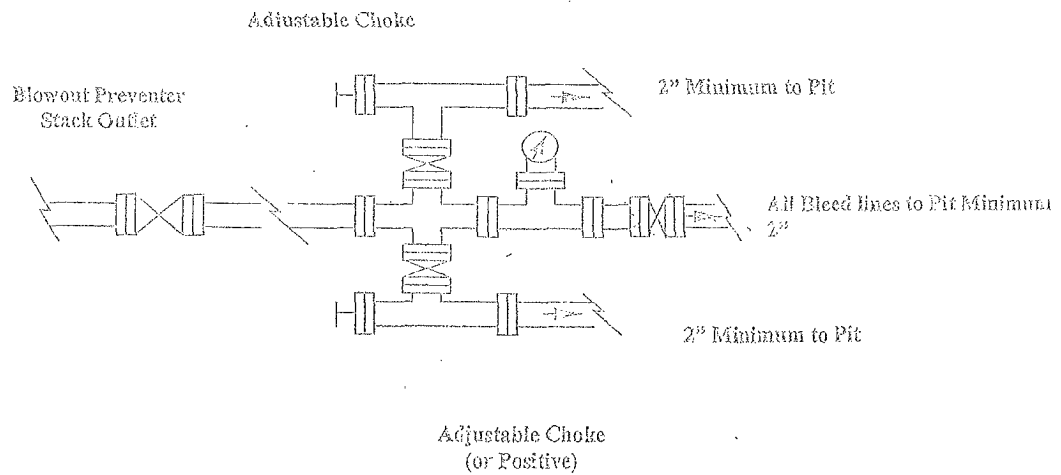 Adjustable Choke
Blowout Preventer
Stack Outlet
2" Minimum to Pit
All Bleed lines to Pit Minimum
2"
2" Minimum to Pit
Adjustable Choke
(or Positive)